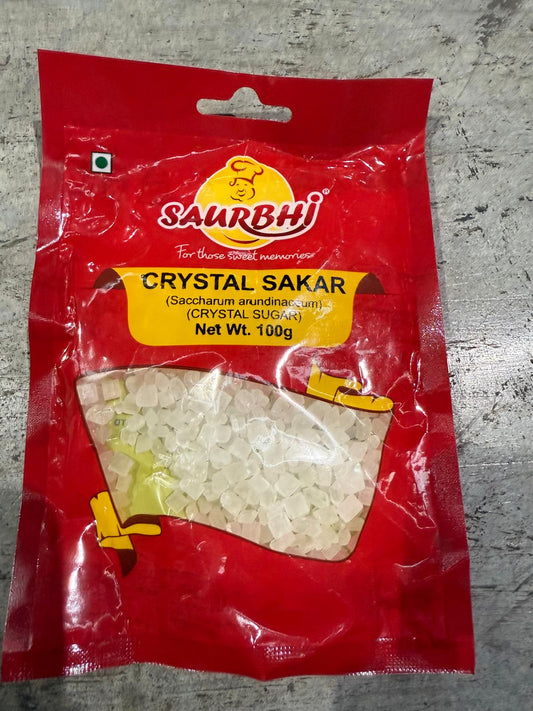 SAURBHI®
For those sweet memories
CRYSTAL SAKAR
(Saccharum arundinaceum)
(CRYSTAL SUGAR)
Net Wt. 100g